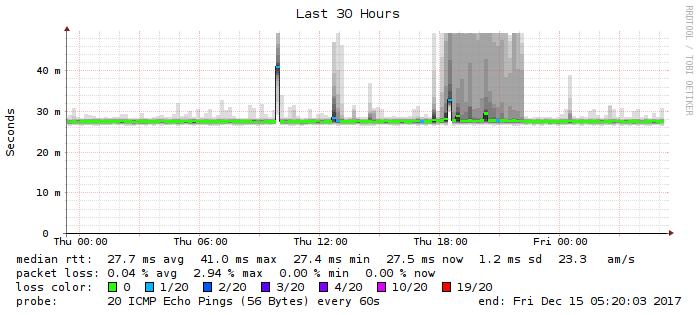 Last 30 Hours
RRDTOOL / TOBI OETIKER
Seconds
40 m
30 m
20 m
10 m
0
Thu 00:00 Thu 06:00 Thu 12:00 Thu 18:00 Fri 00:00
median rtt: 27.7 ms avg 41.0 ms max 27.4 ms min 27.5 ms now 1.2 ms sd 23.3 am/s
packet loss: 0.04 % avg 2.94 % max 0.00 % min 0.00 % now
loss color: 0 1/20 2/20 3/20 4/20 10/20 19/20
probe: 20 ICMP Echo Pings (56 Bytes) every 60s end: Fri Dec 15 05:20:03 2017